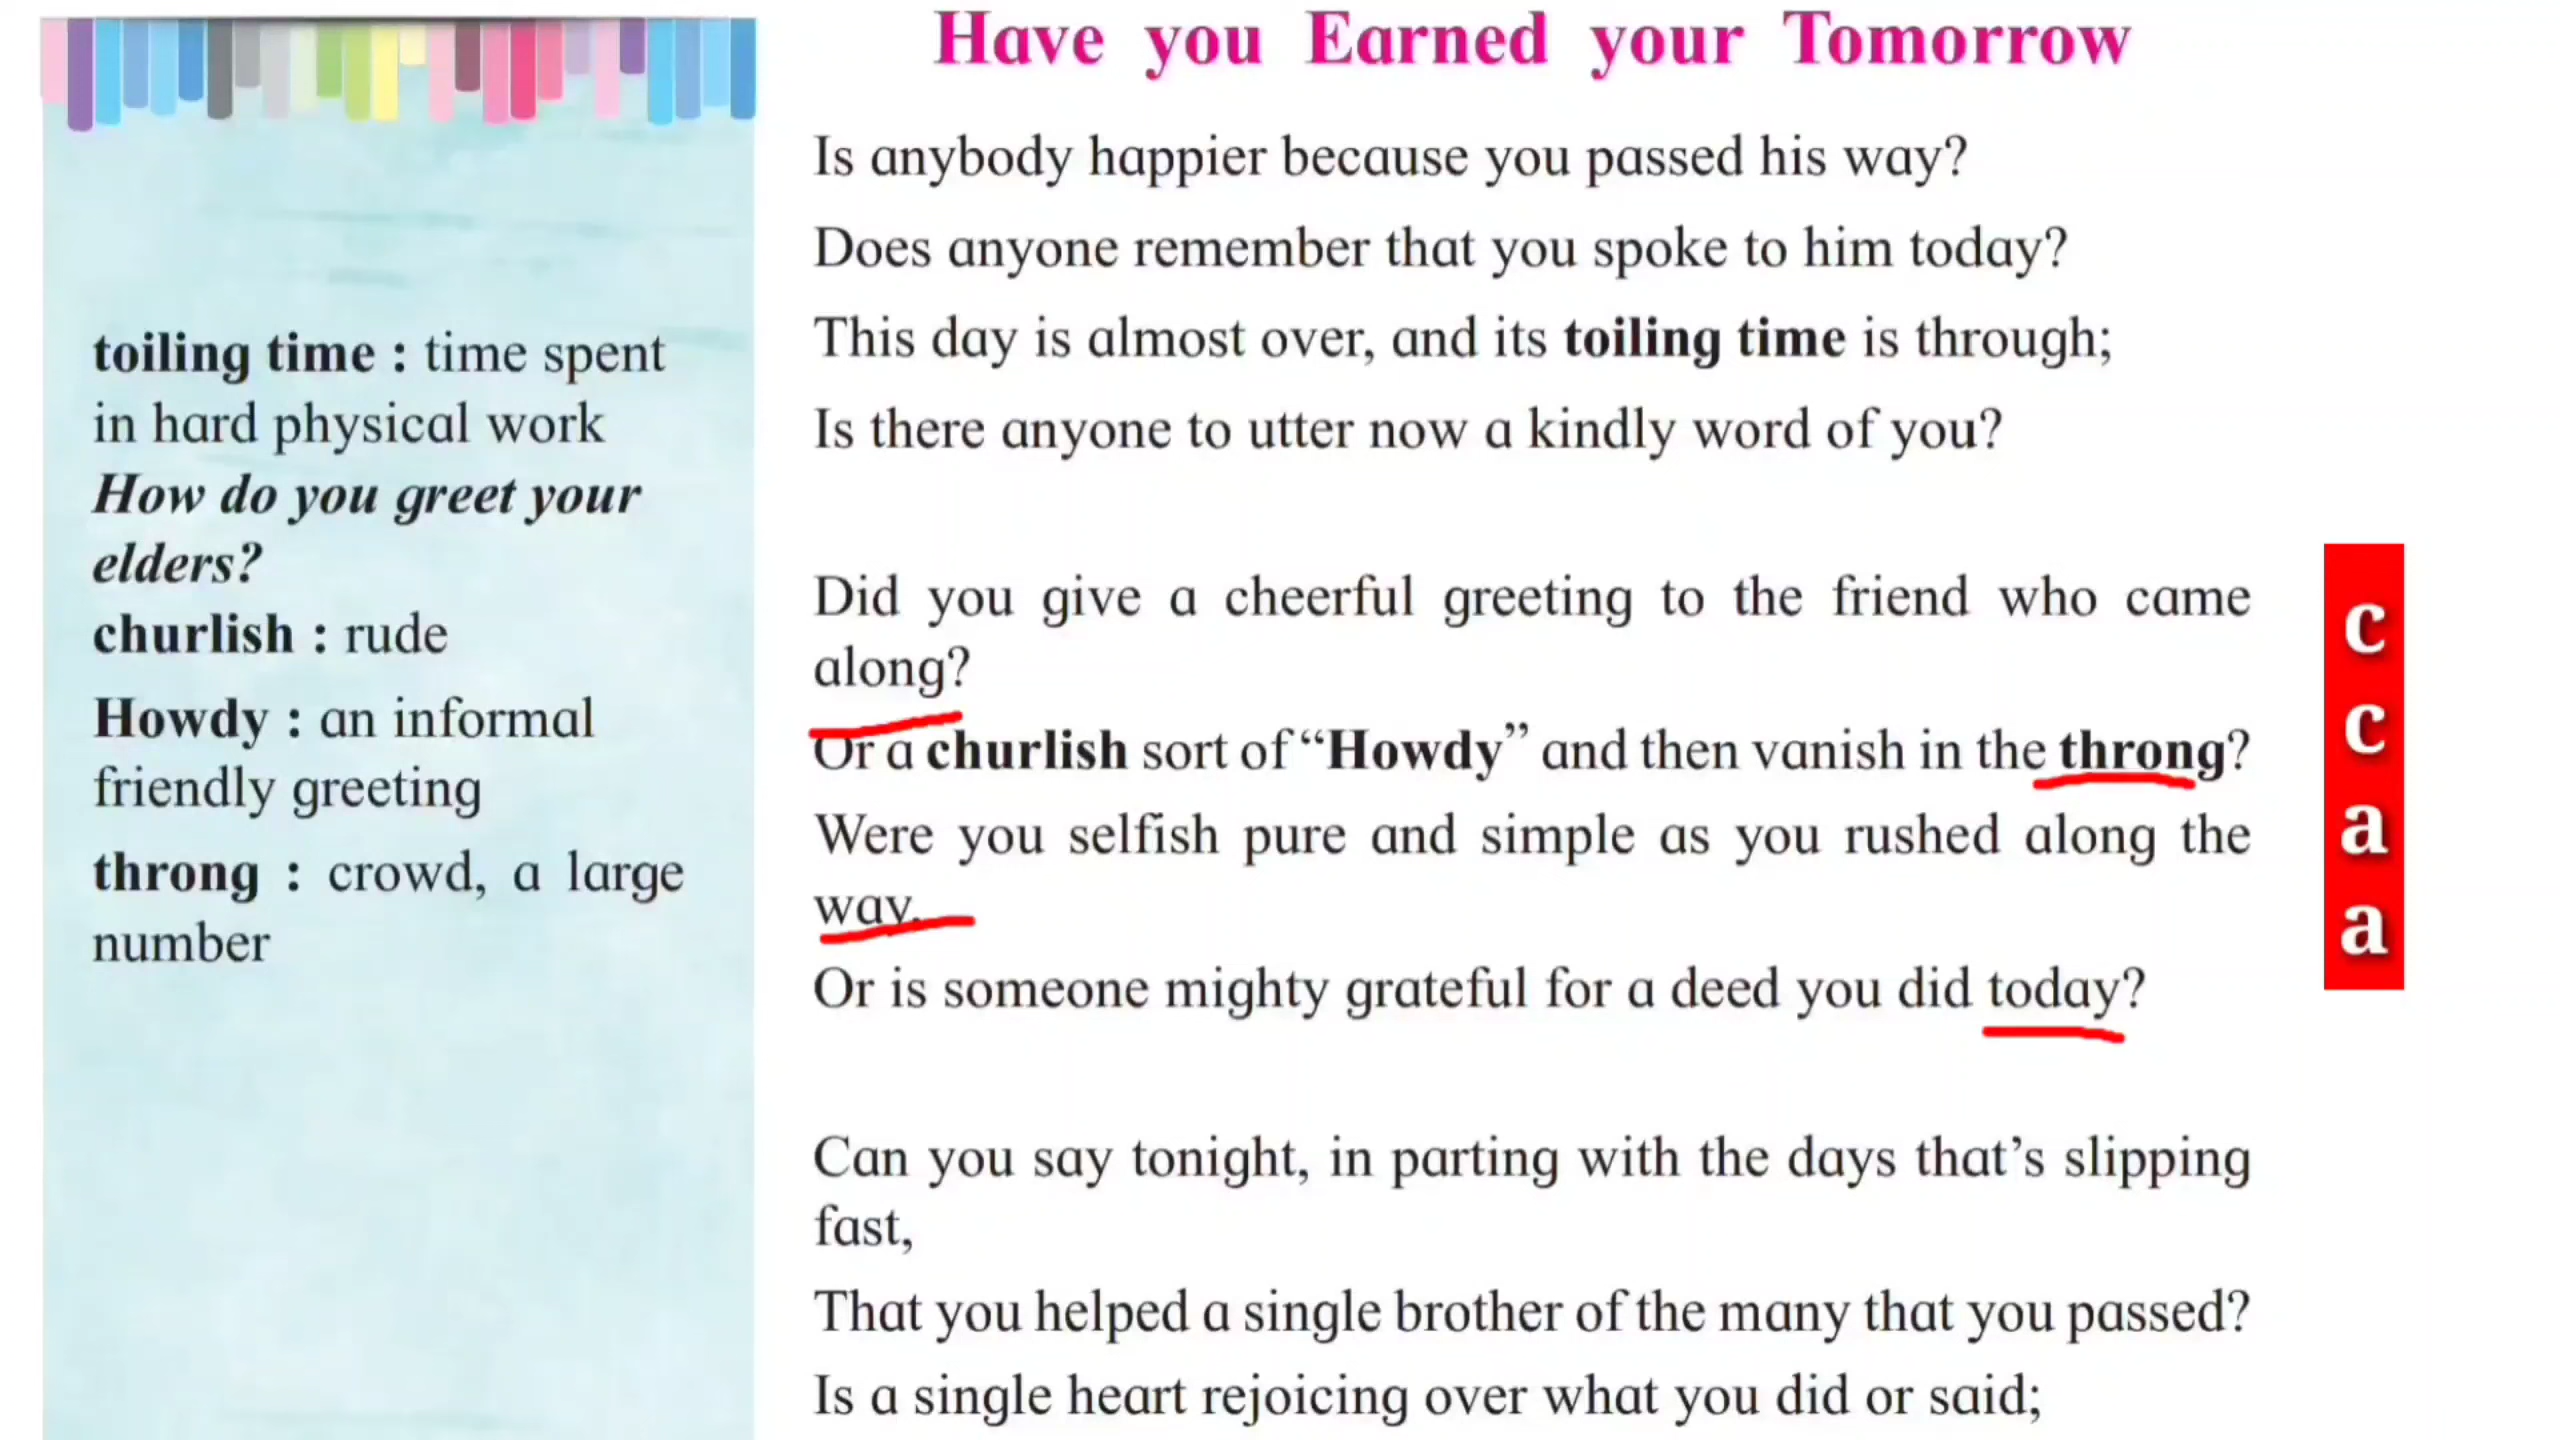 Have you Earned your Tomorrow
toiling time : time spent
in hard physical work
How do you greet your
elders?
churlish : rude
Howdy : an informal
friendly greeting
throng : crowd, a large
number
Is anybody happier because you passed his way?
Does anyone remember that you spoke to him today?
This day is almost over, and its toiling time is through;
Is there anyone to utter now a kindly word of you?
Did you give a cheerful greeting to the friend who came
along?
Or a churlish sort of “Howdy” and then vanish in the throng?
Were you selfish pure and simple as you rushed along the
way,
Or is someone mighty grateful for a deed you did today?
Can you say tonight, in parting with the days that’s slipping
fast,
That you helped a single brother of the many that you passed?
Is a single heart rejoicing over what you did or said;
c
c
a
a